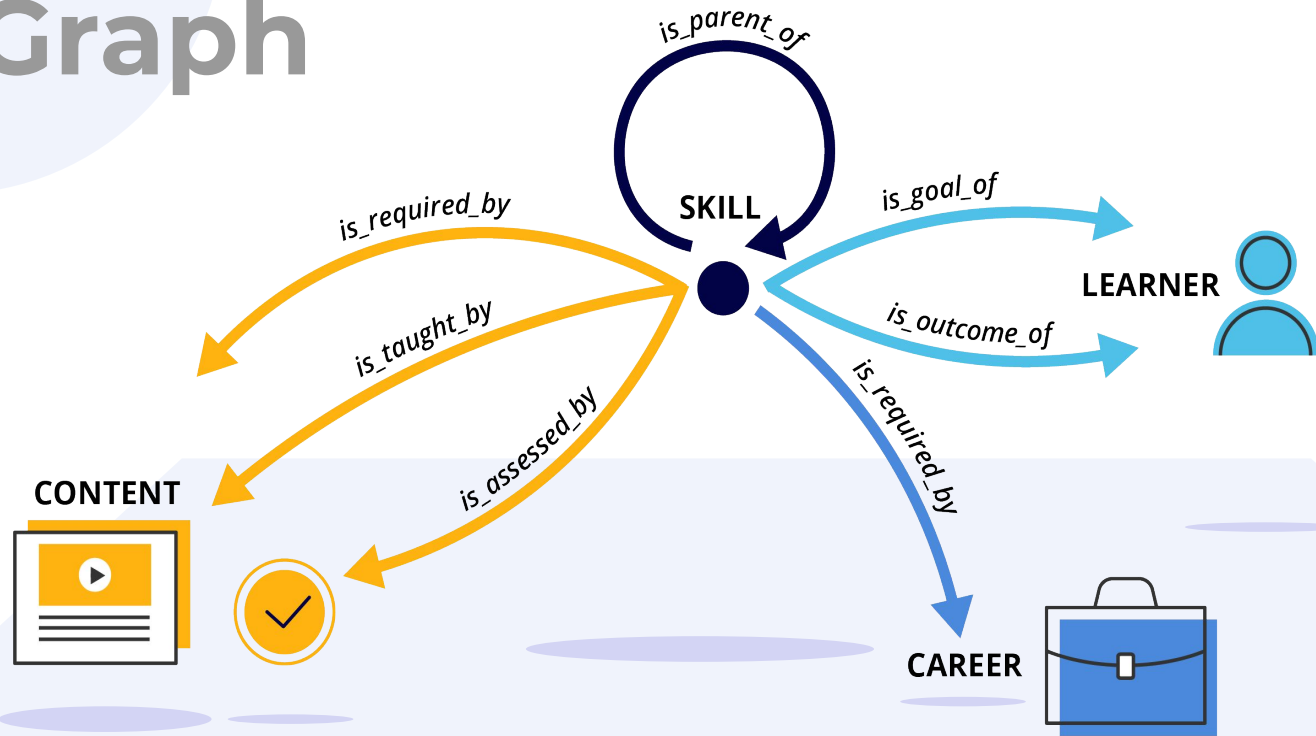 Graph
is_parent_of
SKILL
is_required_by
is_goal_of
is_taught_by
LEARNER
is_outcome_of
is_assessed_by
is_required_by
CONTENT
CAREER